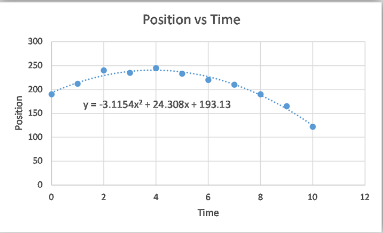 Position vs Time
300
250
200
150
100
50
0
Position
y = -3.1154x² + 24.308x + 193.13
0 2 4 6 8 10 12
Time